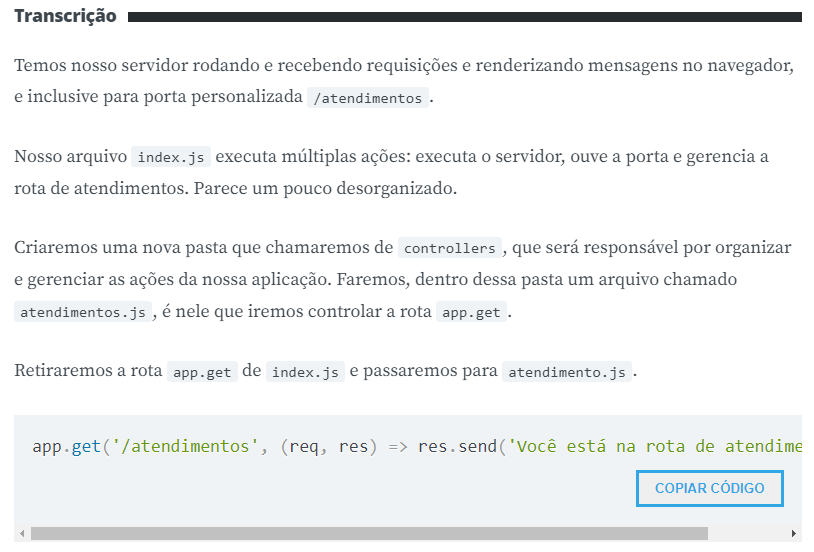 Transcrição
Temos nosso servidor rodando e recebendo requisições e renderizando mensagens no navegador,
e inclusive para porta personalizada /atendimentos.
Nosso arquivo index.js executa múltiplas ações: executa o servidor, ouve a porta e gerencia a
rota de atendimentos. Parece um pouco desorganizado.
Criaremos uma nova pasta que chamaremos de controllers, que será responsável por organizar
e gerenciar as ações da nossa aplicação. Faremos, dentro dessa pasta um arquivo chamado
atendimentos.js, é nele que iremos controlar a rota app.get.
Retiraremos a rota app.get de index.js e passaremos para atendimento.js.
app.get('/atendimentos', (req, res) => res.send('Você está na rota de atendime
COPIAR CÓDIGO